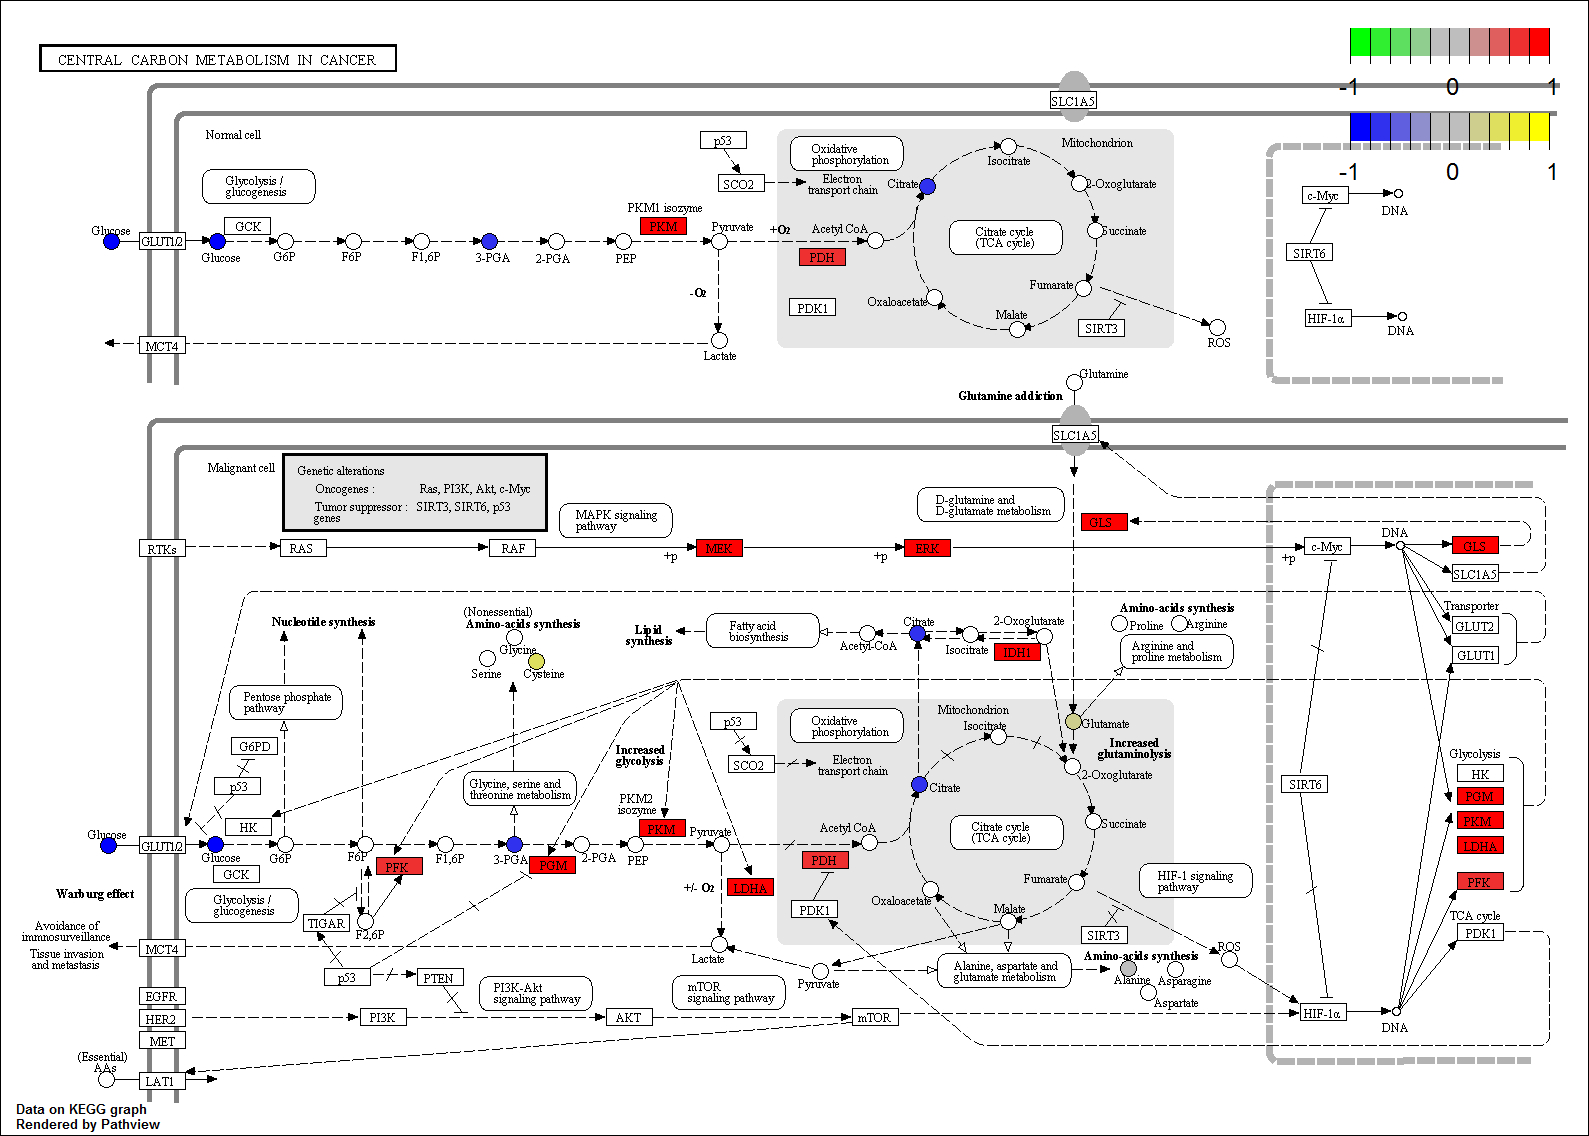 CENTRAL CARBON METABOLISM IN CANCER
-1 0 1
-1 0 1
SLC1A5
Normal cell
Glycolysis /
glucogenesis
p53
SCO2
Oxidative
phosphorylation
Electron
transport chain
Mitochondrion
Isocitrate
Citrate
2-Oxoglutarate
Succinate
Citrate cycle
(TCA cycle)
Fumarate
Malate
Oxaloacetate
SIRT3
ROS
Glucose
GLUT1/2
Glucose
GCK
G6P
F6P
F1,6P
3-PGA
2-PGA
PEP
PKM1 isozyme
PKM
Pyruvate
+O2
Acetyl CoA
PDH
PDK1
-O2
Lactate
MCT4
c-Myc
DNA
SIRT6
HIF-1α
DNA
Glutamine
Glutamine addiction
SLC1A5
Malignant cell
Genetic alterations
Oncogenes : Ras, PI3K, Akt, c-Myc
Tumor suppressor : SIRT3, SIRT6, p53
genes
MAPK signaling
pathway
D-glutamine and
D-glutamate metabolism
GLS
RTKs
RAS
RAF
+p
MEK
+p
ERK
+p
c-Myc
DNA
GLS
SLC1A5
Transporter
GLUT2
GLUT1
Nucleotide synthesis
(Nonessential)
Amino-acids synthesis
Glycine
Serine
Cysteine
Lipid
synthesis
Fatty acid
biosynthesis
Acetyl-CoA
Citrate
Isocitrate
2-Oxoglutarate
IDH1
Amino-acids synthesis
Proline
Arginine
Arginine and
proline metabolism
Pentose phosphate
pathway
G6PD
p53
HK
Glycine, serine and
threonine metabolism
Increased
glycolysis
PKM2
isozyme
PKM
p53
SCO2
Oxidative
phosphorylation
Electron
transport chain
Mitochondrion
Isocitrate
Glutamate
Increased
glutaminolysis
2-Oxoglutarate
Citrate
Succinate
Citrate cycle
(TCA cycle)
Fumarate
Malate
Oxaloacetate
SIRT3
Glucose
GLUT1/2
Glucose
GCK
G6P
F6P
PFK
F1,6P
3-PGA
PGM
2-PGA
PEP
Pyruvate
Acetyl CoA
PDH
PDK1
LDHA
+/- O2
Warburg effect
Glycolysis /
glucogenesis
TIGAR
F2,6P
p53
PTEN
HIF-1 signaling
pathway
SIRT6
Glycolysis
HK
PGM
PKM
LDHA
PFK
TCA cycle
PDK1
Avoidance of
immnosurveillance
Tissue invasion
and metastasis
MCT4
Lactate
Pyruvate
Alanine, aspartate and
glutamate metabolism
Amino-acids synthesis
Alanine
Asparagine
Aspartate
ROS
EGFR
HER2
MET
PI3K
PI3K-Akt
signaling pathway
AKT
mTOR
signaling pathway
mTOR
HIF-1α
DNA
(Essential)
AAs
LAT1
Data on KEGG graph
Rendered by Pathview